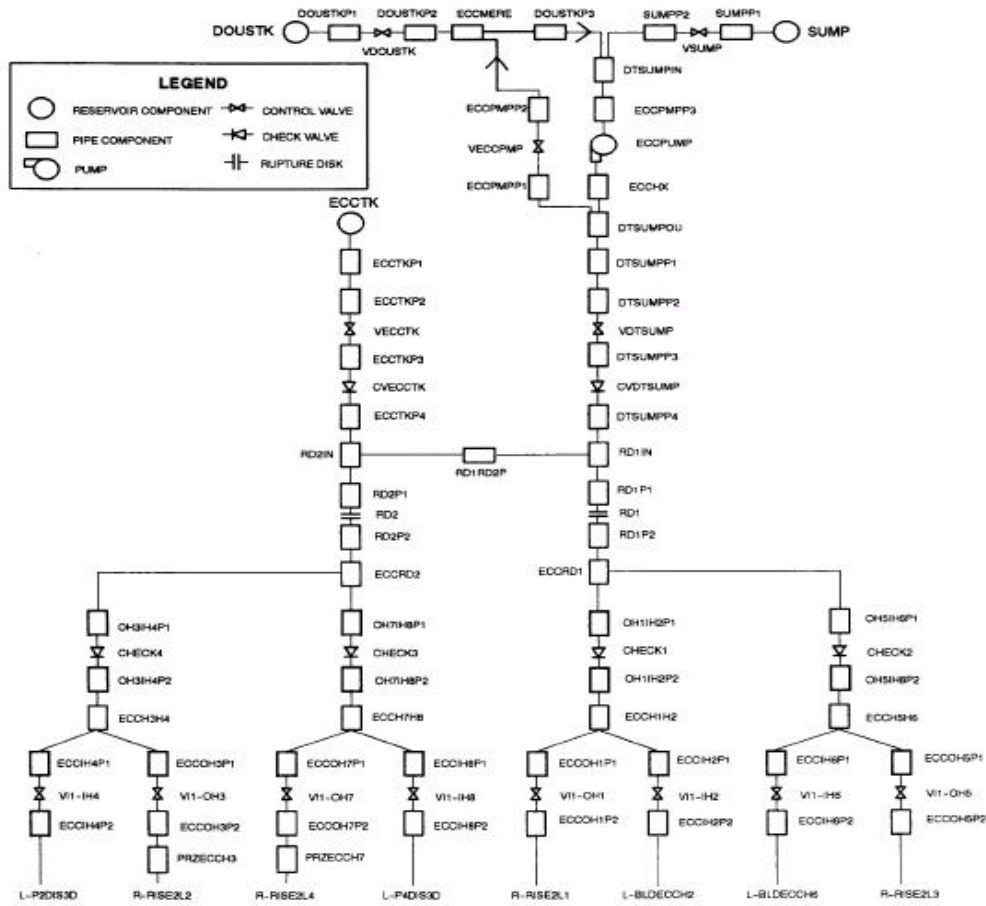 DOUSTKP1 DOUSTKP2 ECCMERE DOUSTKP3 SUMPP2 SUMPP1
DOUSTK VDOUSTK VSUMP SUMP
LEGEND
RESERVOIR COMPONENT CONTROL VALVE
PIPE COMPONENT CHECK VALVE
PUMP RUPTURE DISK
DTSUMPIN
ECCPMPP2 ECCPMPP3
VECCPMP ECCPUMP
ECCPMPP1 ECCHX
ECCTK
DTSUMPOU
ECCTKP1 DTSUMPP1
ECCTKP2 DTSUMPP2
VECCTK VDTSUMP
ECCTKP3 DTSUMPP3
CVECCTK CVDTSUMP
ECCTKP4 DTSUMPP4
RD2IN RD1RD2P RD1IN
RD2P1 RD1P1
RD2 RD1
RD2P2 RD1P2
ECCRD2 ECCRD1
OH3IH4P1 OH7IH8P1 OH1IH2P1 OH5IH6P1
CHECK4 CHECK3 CHECK1 CHECK2
OH3IH4P2 OH7IH8P2 OH1IH2P2 OH5IH6P2
ECCH3H4 ECCH7H8 ECCH1H2 ECCH5H6
ECCIH4P1 ECCOH3P1 ECCOH7P1 ECCIH8P1 ECCOH1P1 ECCIH2P1 ECCIH6P1 ECCOH5P1
VI1-IH4 VI1-OH3 VI1-OH7 VI1-IH8 VI1-OH1 VI1-IH2 VI1-IH6 VI1-OH5
ECCIH4P2 ECCOH3P2 ECCOH7P2 ECCIH8P2 ECCOH1P2 ECCIH2P2 ECCIH6P2 ECCOH5P2
PRZECCH3 PRZECCH7
L-P2DIS3D R-RISE2L2 R-RISE2L4 L-P4DIS3D R-RISE2L1 L-BLDECCH2 L-BLDECCH6 R-RISE2L3